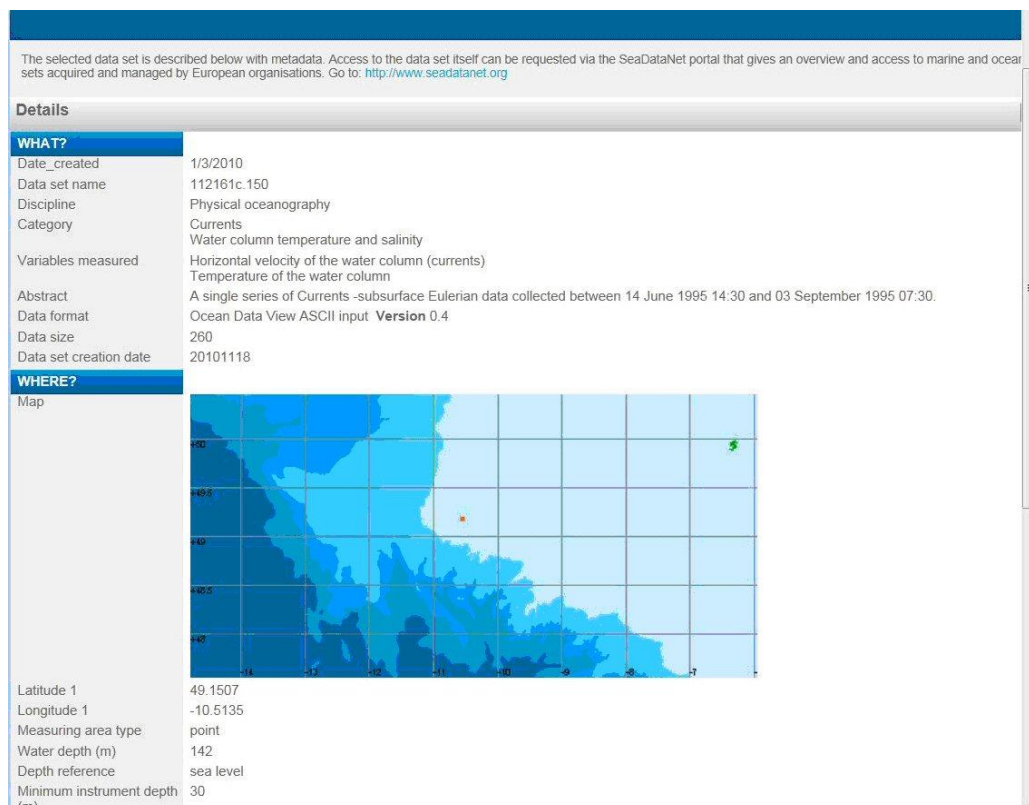 The selected data set is described below with metadata. Access to the data set itself can be requested via the SeaDataNet portal that gives an overview and access to marine and ocear
sets acquired and managed by European organisations. Go to: http://www.seadatanet.org
Details
WHAT?
Date_created 1/3/2010
Data set name 112161c.150
Discipline Physical oceanography
Category Currents
Water column temperature and salinity
Variables measured Horizontal velocity of the water column (currents)
Temperature of the water column
Abstract A single series of Currents -subsurface Eulerian data collected between 14 June 1995 14:30 and 03 September 1995 07:30.
Data format Ocean Data View ASCII input Version 0.4
Data size 260
Data set creation date 20101118
WHERE?
Map
+50
+49.5
+49
+48.5
+48
-14 -13 -12 -11 -10 -9 -8 -7
Latitude 1 49.1507
Longitude 1 -10.5135
Measuring area type point
Water depth (m) 142
Depth reference sea level
Minimum instrument depth 30
(m)